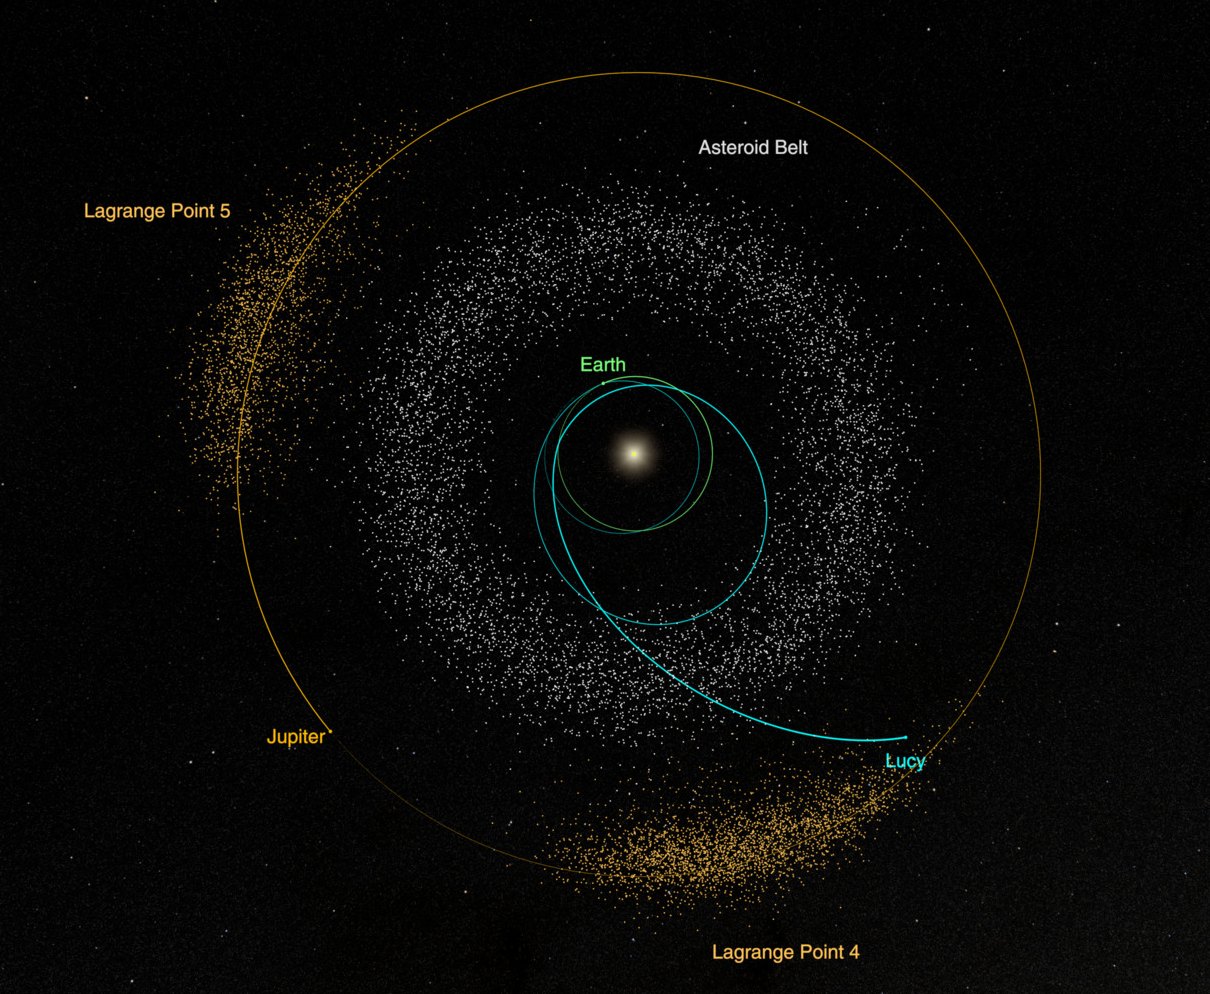 Asteroid Belt
Lagrange Point 5
Earth
Jupiter
Lucy
Lagrange Point 4